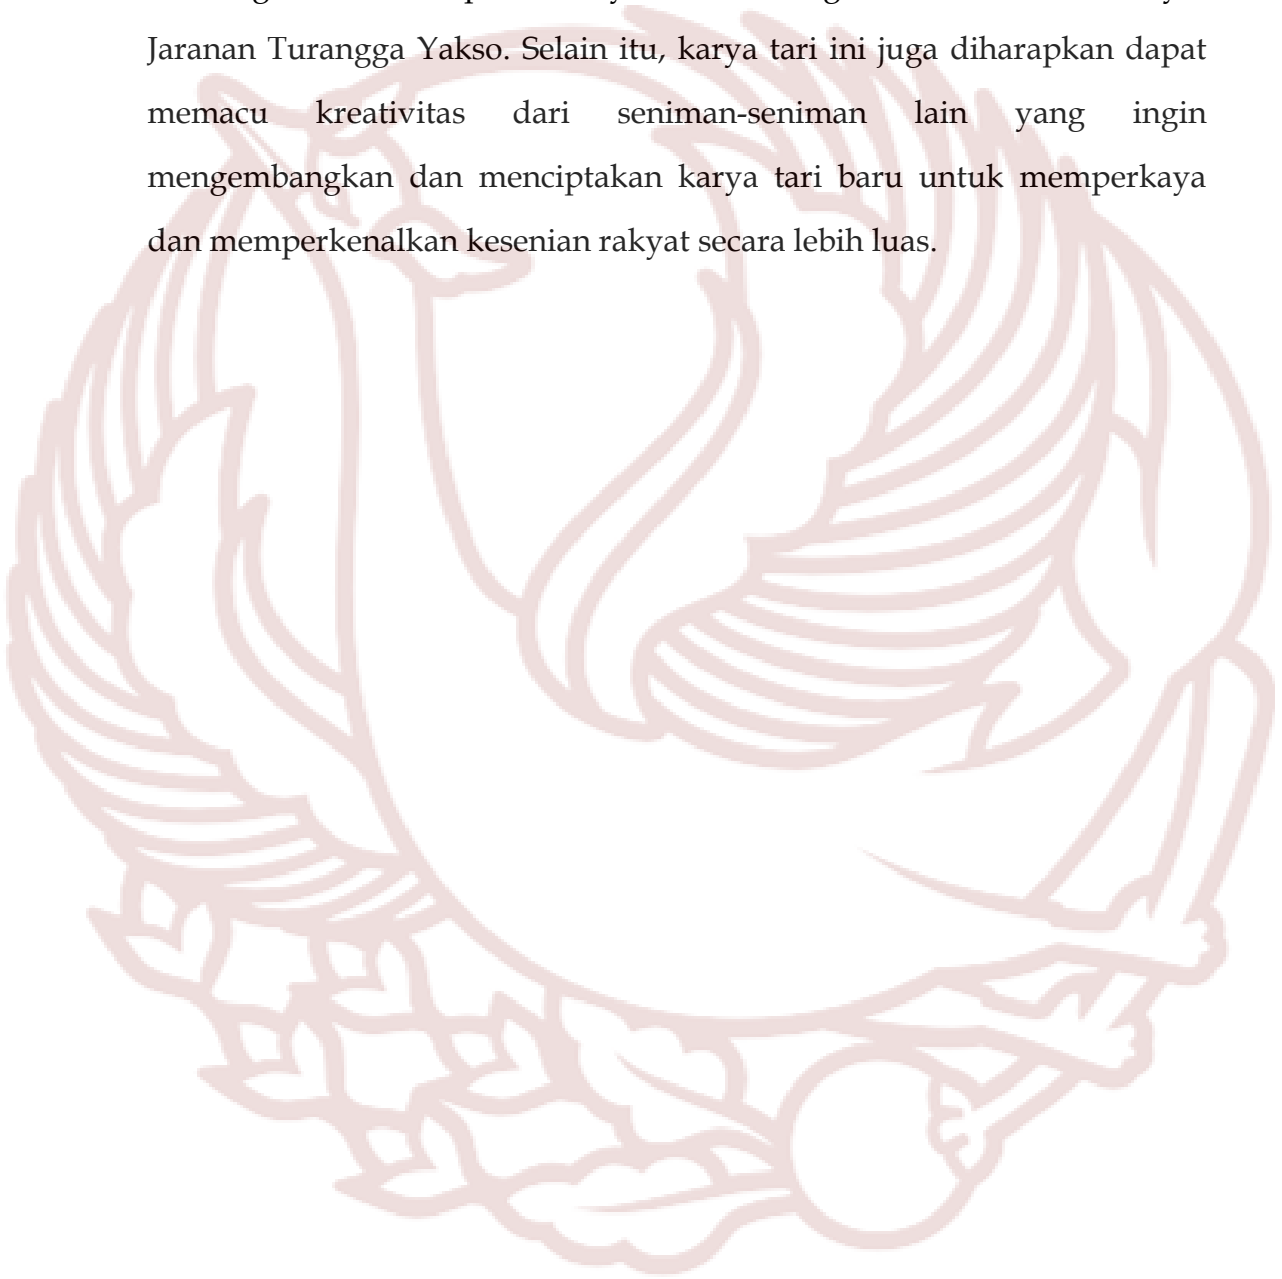 Jaranan Turangga Yakso. Selain itu, karya tari ini juga diharapkan dapat
memacu kreativitas dari seniman-seniman lain yang ingin
mengembangkan dan menciptakan karya tari baru untuk memperkaya
dan memperkenalkan kesenian rakyat secara lebih luas.